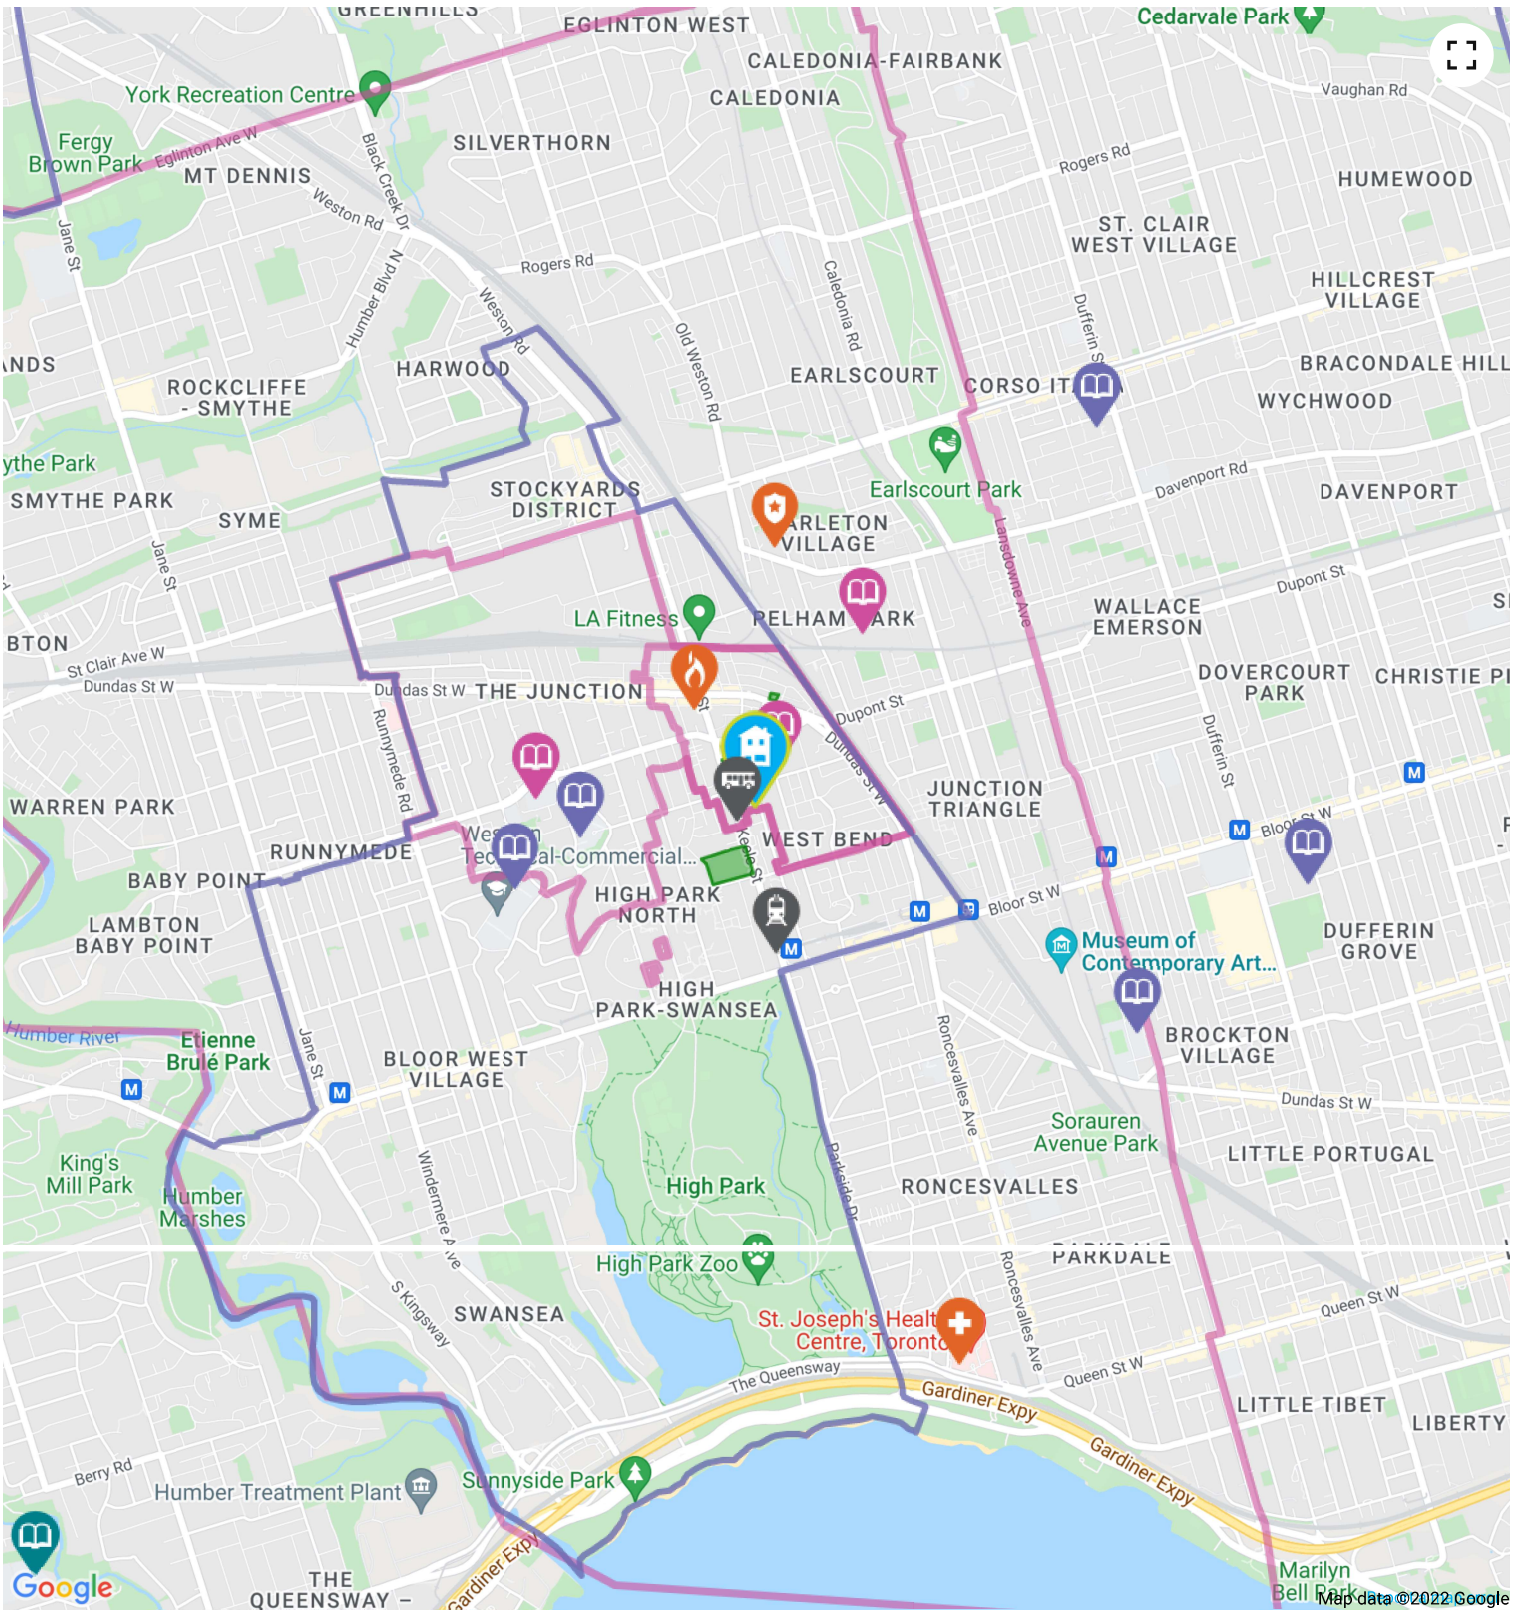 GREENHILLS
EGLINTON WEST
Cedarvale Park
CALEDONIA-FAIRBANK
York Recreation Centre
CALEDONIA
Vaughan Rd
Fergy
Brown Park
Eglinton Ave W
SILVERTHORN
Black Creek Dr
Rogers Rd
MT DENNIS
HUMEWOOD
Weston Rd
Jane St
ST. CLAIR
WEST VILLAGE
Rogers Rd
Humber Blvd N
Caledonia Rd
HILLCREST
VILLAGE
Weston Rd
Dufferin S
Old Weston Rd
ANDS
HARWOOD
EARLSCOURT
CORSO IT
BRACONDALE HILL
ROCKCLIFFE
- SMYTHE
WYCHWOOD
ythe Park
SMYTHE PARK
STOCKYARDS
DISTRICT
Earlscourt Park
Davenport Rd
DAVENPORT
SYME
ARLETON
VILLAGE
Lansdowne Ave
Jane St
Dupont St
LA Fitness
PELHAM
ARK
WALLACE
EMERSON
BTON
St Clair Ave W
Dundas St W
Dundas St W
THE JUNCTION
St
DOVERCOURT
PARK
CHRISTIE PI
Dupont St
Runnymede Rd
Dundas St W
Dufferin St
JUNCTION
TRIANGLE
WARREN PARK
Bloor St W
WEST BEND
Keele St
RUNNYMEDE
Wes
n
Tec
al-Commercial...
BABY POINT
HIGH PARK
NORTH
Bloor St W
LAMBTON
BABY POINT
DUFFERIN
GROVE
Museum of
Contemporary Art...
HIGH
PARK-SWANSEA
Humber River
Etienne
Brulé Park
Jane St
BLOOR WEST
VILLAGE
Roncesvalles Ave
BROCKTON
VILLAGE
Dundas St W
Sorauren
Avenue Park
LITTLE PORTUGAL
King's
Mill Park
Windermere Ave
Parkside Dr
High Park
RONCESVALLES
Humber
Marshes
High Park Zoo
PARKDALE
Roncesvalles Ave
S Kingsway
SWANSEA
Queen St W
St. Joseph's Healt
Centre, Toronto
The Queensway
Queen St W
Gardiner Expy
LITTLE TIBET
LIBERTY
Gardiner Expy
Berry Rd
Sunnyside Park
Humber Treatment Plant
Gardiner Expy
THE
QUEENSWAY –
Marilyn
Bell Park
Google
Map data ©2022 Google